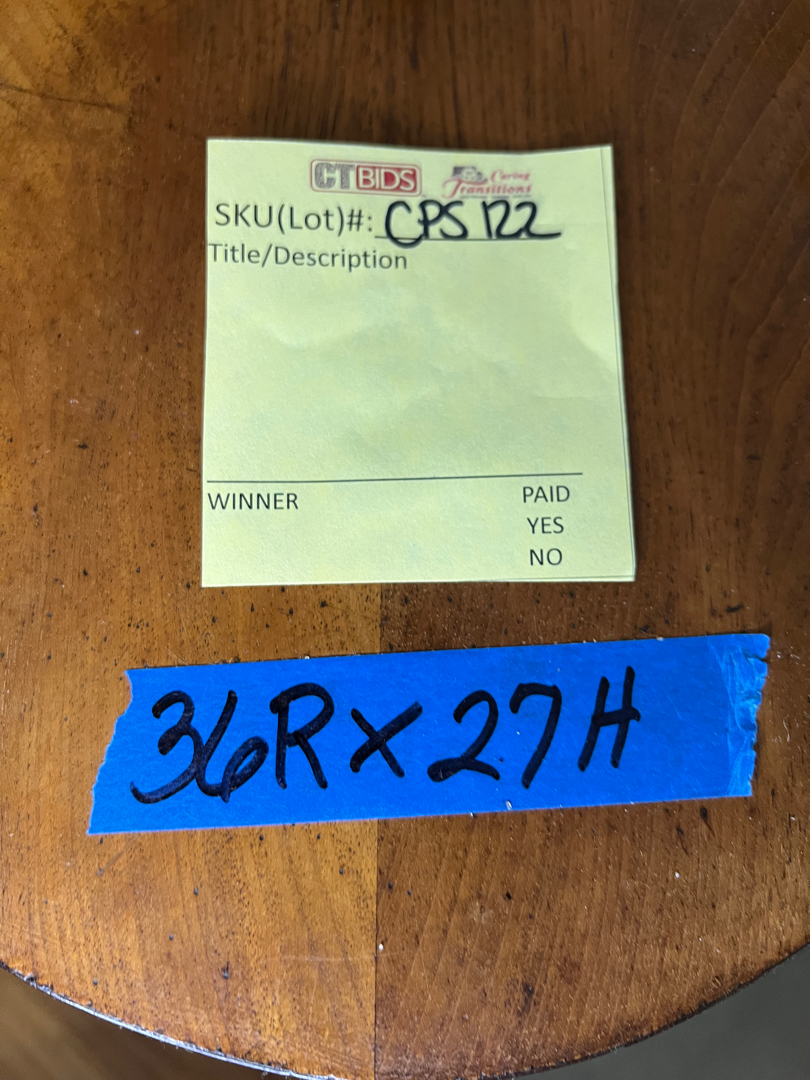 CTBIDS Caring Transitions
SKU(Lot)#: CPS 122
Title/Description
WINNER PAID
YES
NO
36R x 27H